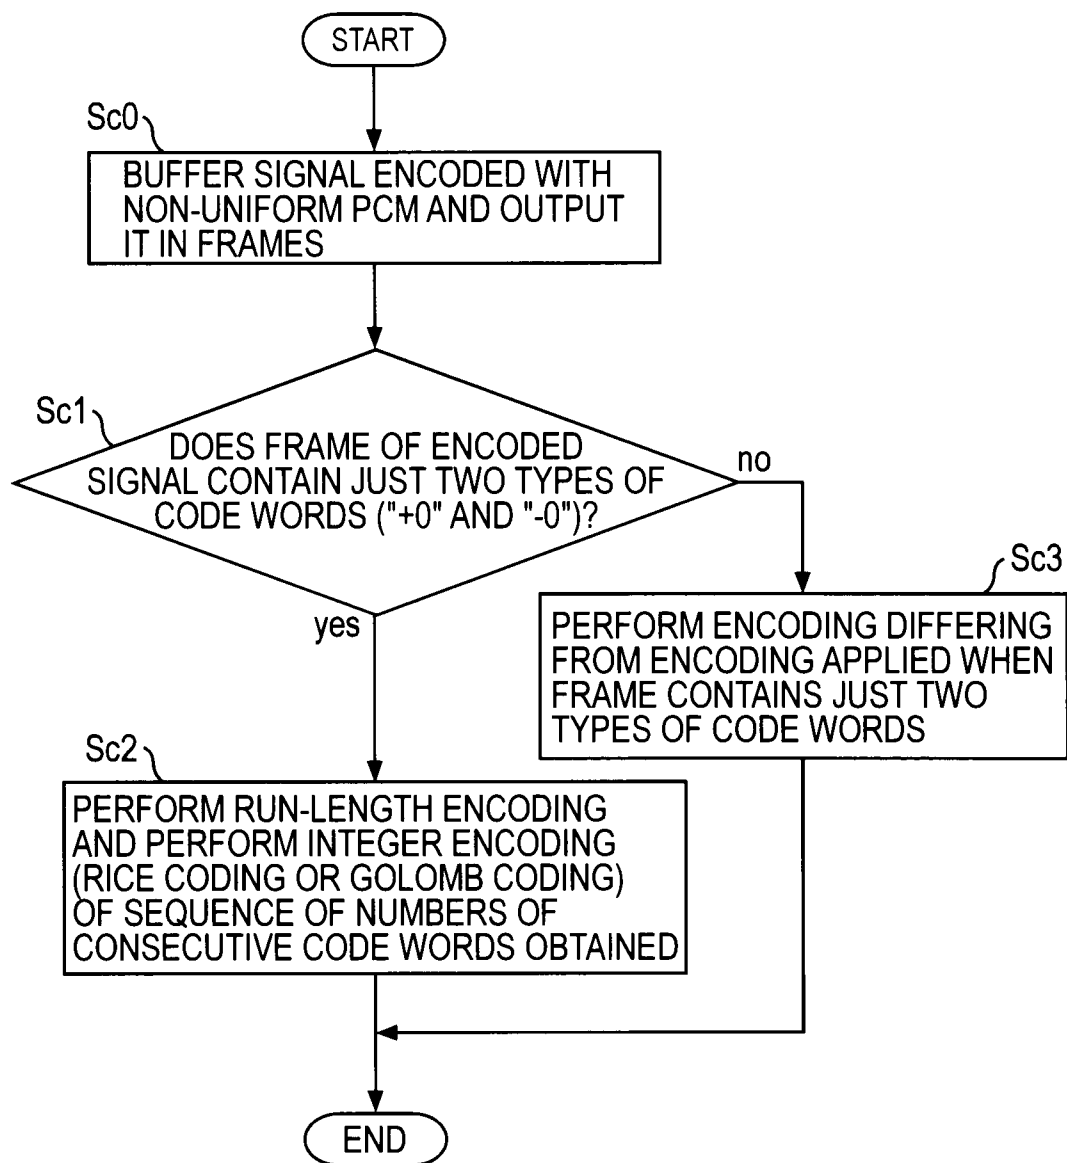 START
Sc0
BUFFER SIGNAL ENCODED WITH
NON-UNIFORM PCM AND OUTPUT
IT IN FRAMES
Sc1
DOES FRAME OF ENCODED
SIGNAL CONTAIN JUST TWO TYPES OF
CODE WORDS ("+0" AND "-0")?
no
yes
Sc3
PERFORM ENCODING DIFFERING
FROM ENCODING APPLIED WHEN
FRAME CONTAINS JUST TWO
TYPES OF CODE WORDS
Sc2
PERFORM RUN-LENGTH ENCODING
AND PERFORM INTEGER ENCODING
(RICE CODING OR GOLOMB CODING)
OF SEQUENCE OF NUMBERS OF
CONSECUTIVE CODE WORDS OBTAINED
END